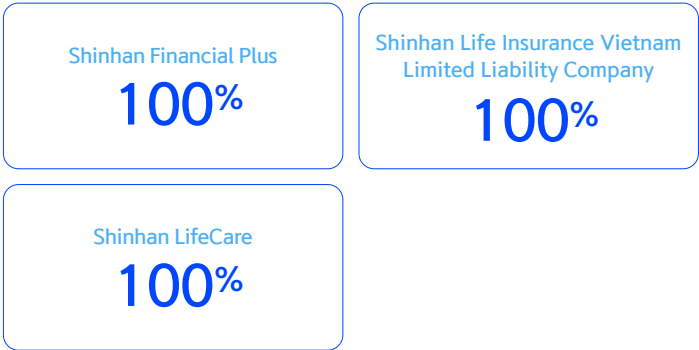 Shinhan Financial Plus
100%
Shinhan Life Insurance Vietnam
Limited Liability Company
100%
Shinhan LifeCare
100%